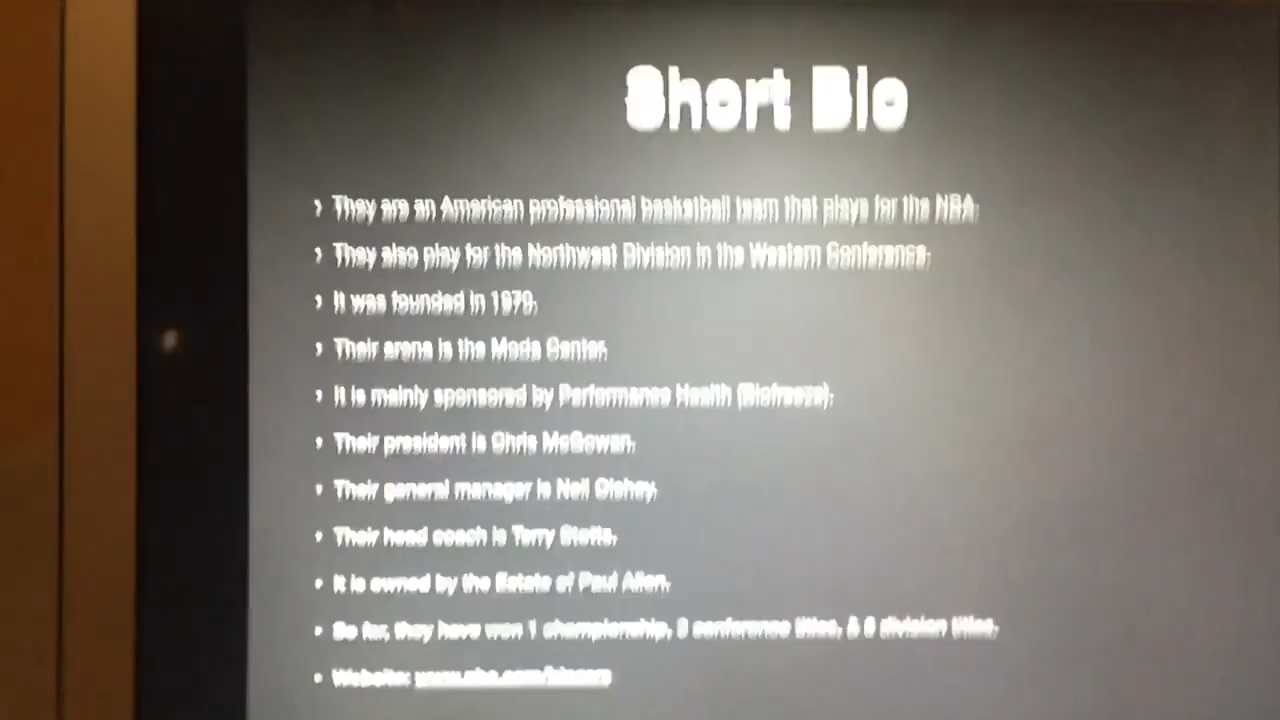 Short Bio
They are an American professional basketball team that plays for the NBA.
They also play for the Northwest Division in the Western Conference.
It was founded in 1970.
Their arena is the Moda Center.
It is mainly sponsored by Performance Health (Biofreeze).
Their president is Chris McGowan.
Their general manager is Neil Olshey.
Their head coach is Terry Stotts.
It is owned by the Estate of Paul Allen.
So far, they have won 1 championship, 3 conference titles, & 6 division titles.
Website: www.nba.com/blazers